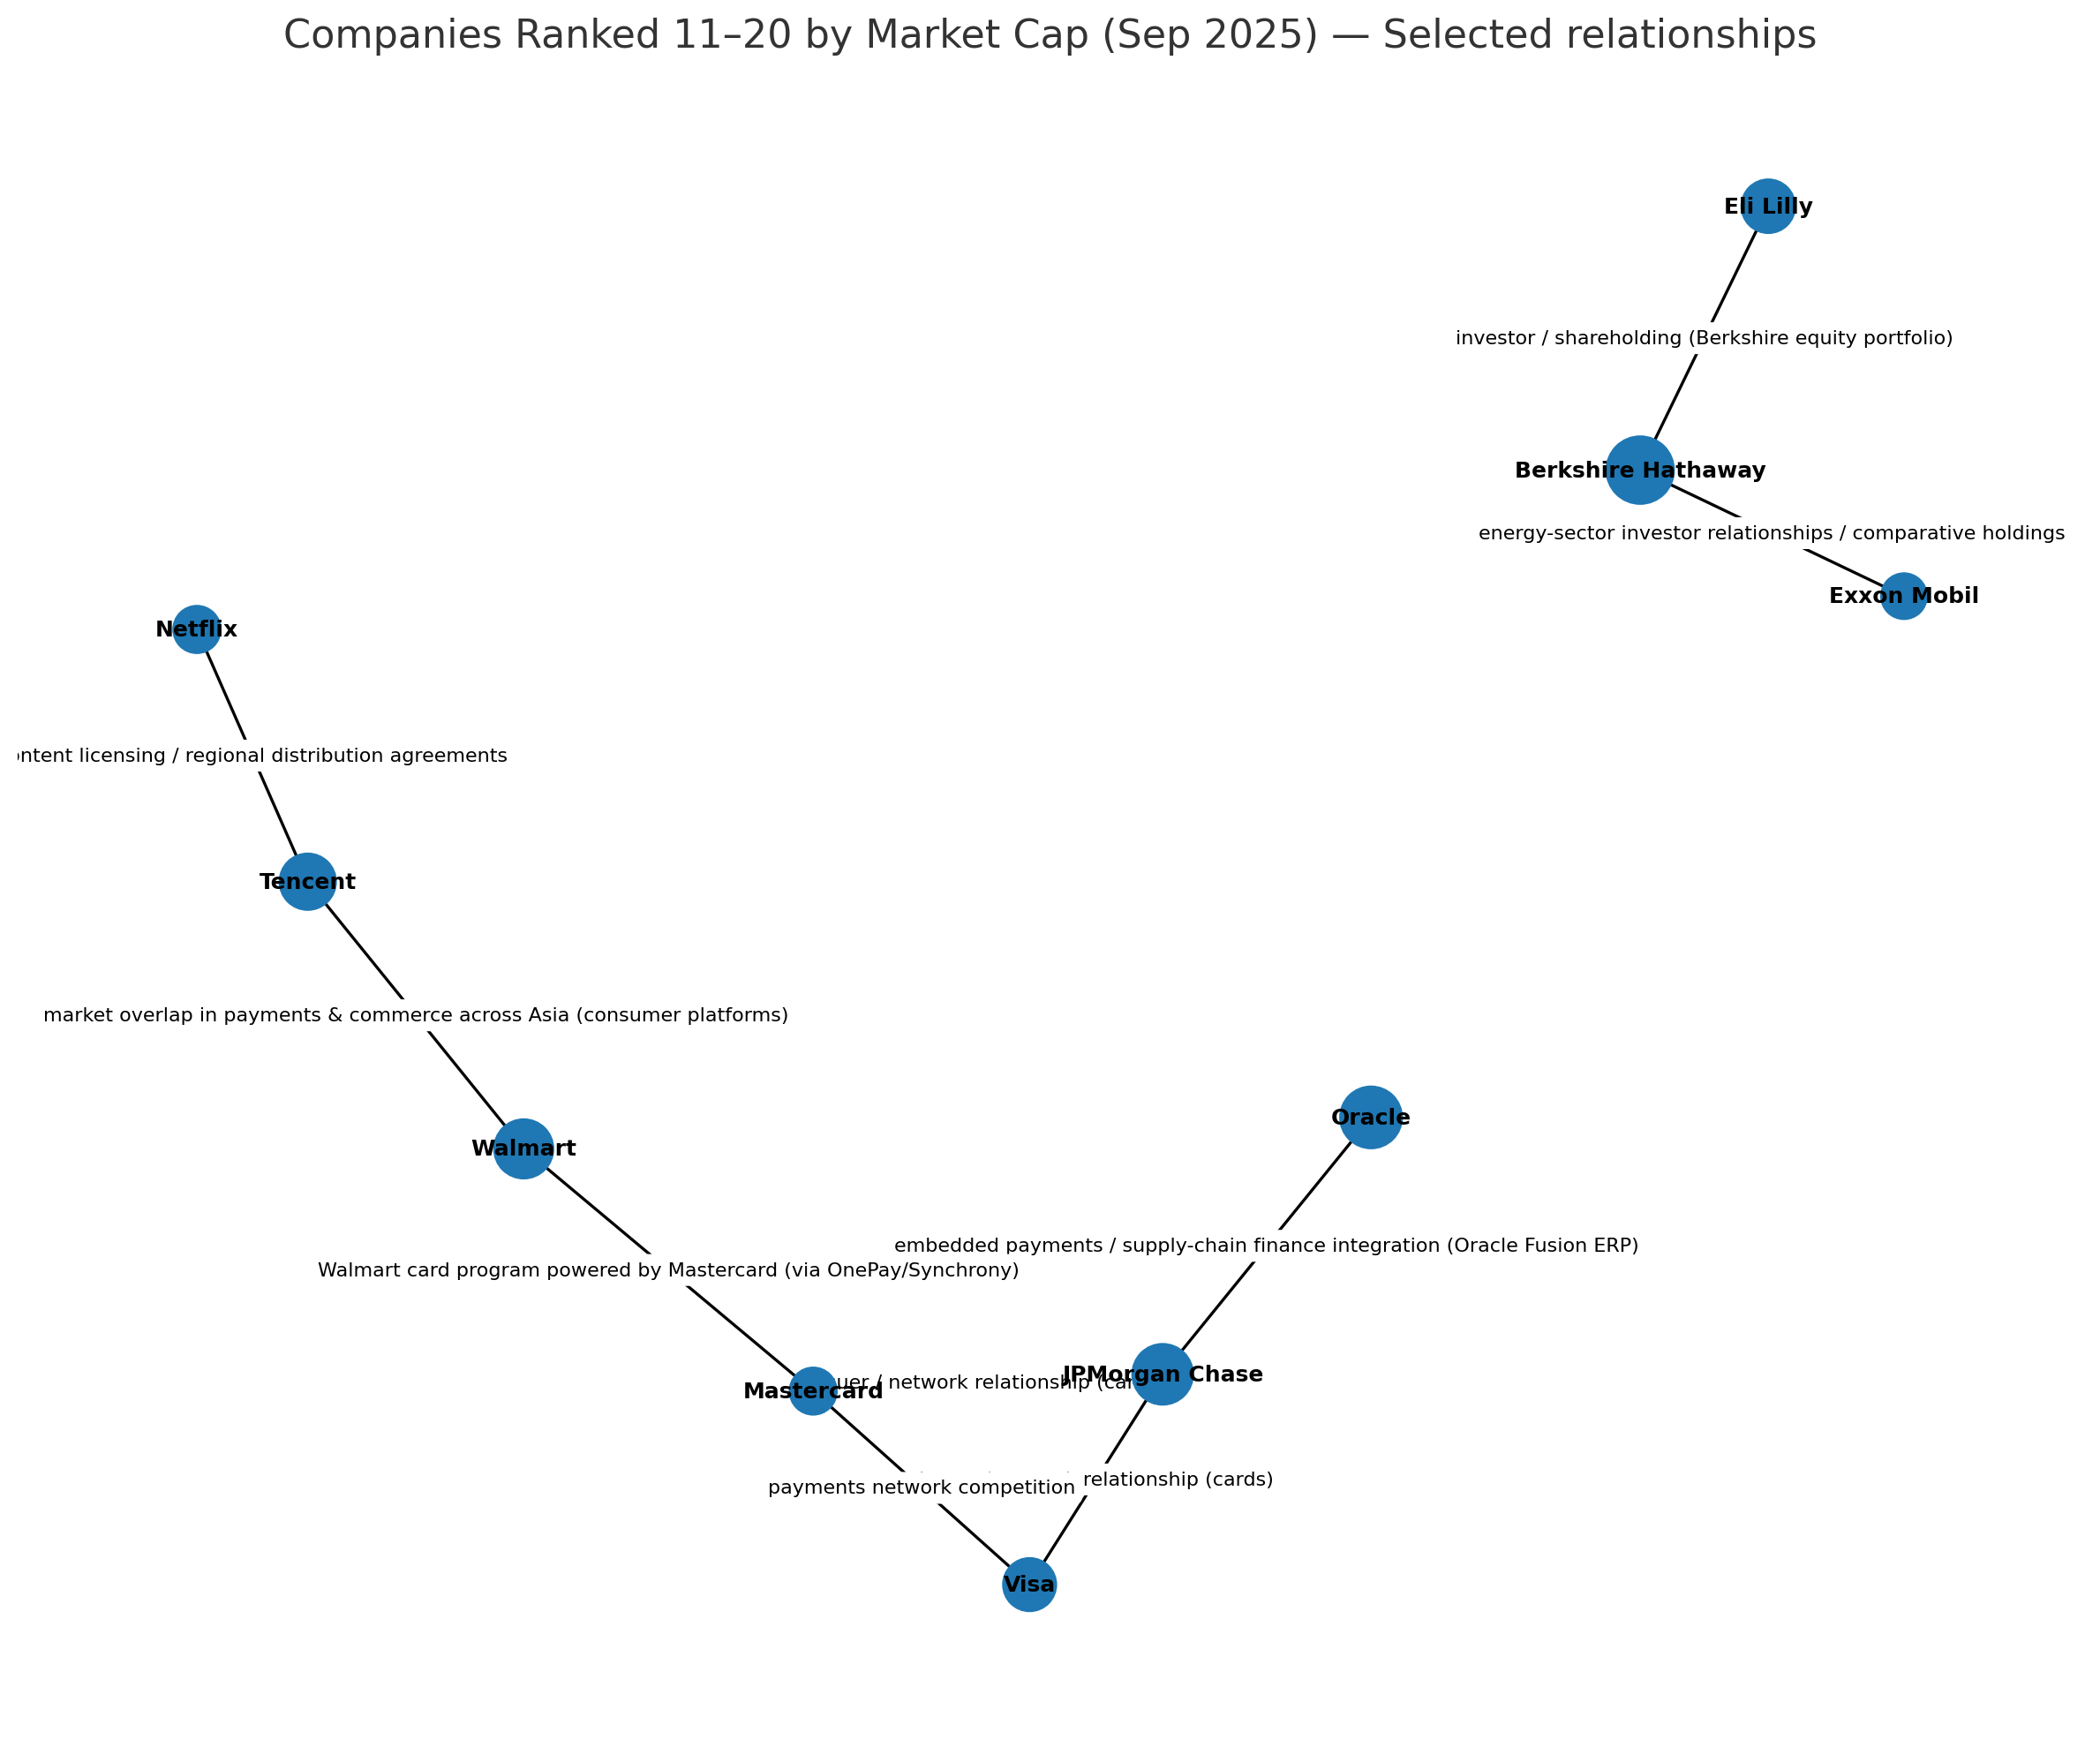 Companies Ranked 11–20 by Market Cap (Sep 2025) — Selected relationships
Eli Lilly
investor / shareholding (Berkshire equity portfolio)
Berkshire Hathaway
energy-sector investor relationships / comparative holdings
Exxon Mobil
Netflix
licensing / regional distribution agreements
Tencent
market overlap in payments & commerce across Asia (consumer platforms)
Walmart
Oracle
embedded payments / supply-chain finance integration (Oracle Fusion ERP)
Walmart card program powered by Mastercard (via OnePay/Synchrony)
JPMorgan Chase
/ network relationship
Mastercard
relationship (cards)
payments network competition
Visa